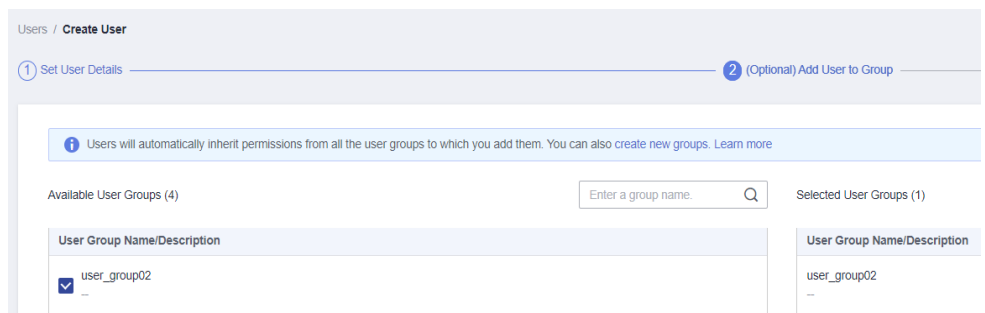 Users / Create User
1 Set User Details
2 (Optional) Add User to Group
Users will automatically inherit permissions from all the user groups to which you add them. You can also create new groups. Learn more
Available User Groups (4)
Enter a group name.
Selected User Groups (1)
User Group Name/Description
User Group Name/Description
user_group02
--
user_group02
--